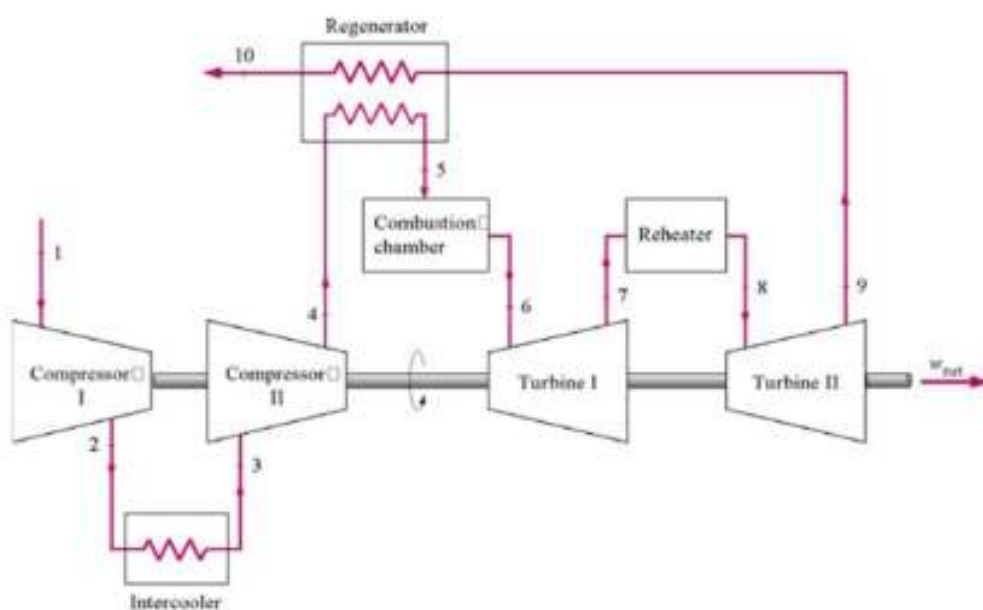 Regenerator
10
5
Combustion□
chamber
Reheater
1
4
6
7
8
9
Compressor□
I
Compressor□
II
Turbine I
Turbine II
wnet
2
3
Intercooler